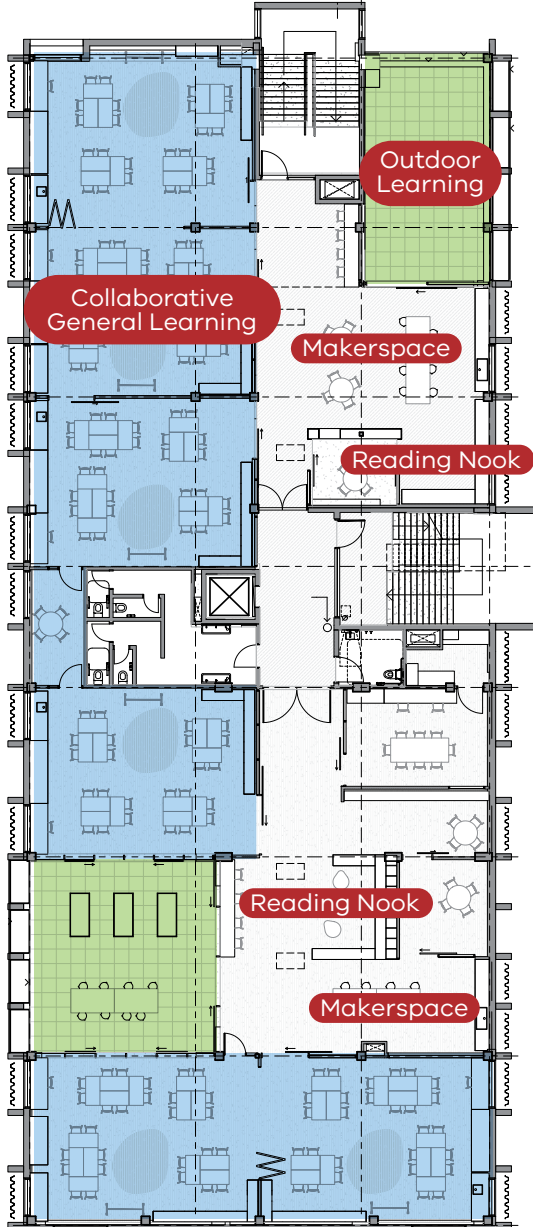 Outdoor
Learning
Collaborative
General Learning
Makerspace
Reading Nook
Reading Nook
Makerspace